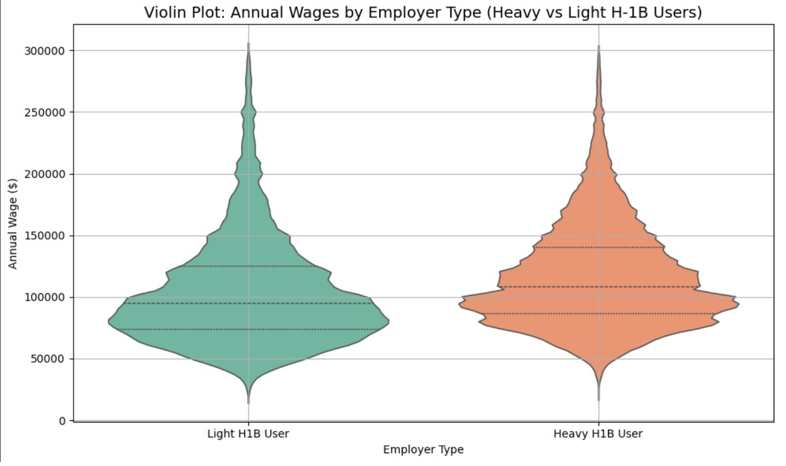 Violin Plot: Annual Wages by Employer Type (Heavy vs Light H-1B Users)
300000
250000
200000
150000
100000
50000
0
Annual Wage ($)
Light H1B User
Heavy H1B User
Employer Type